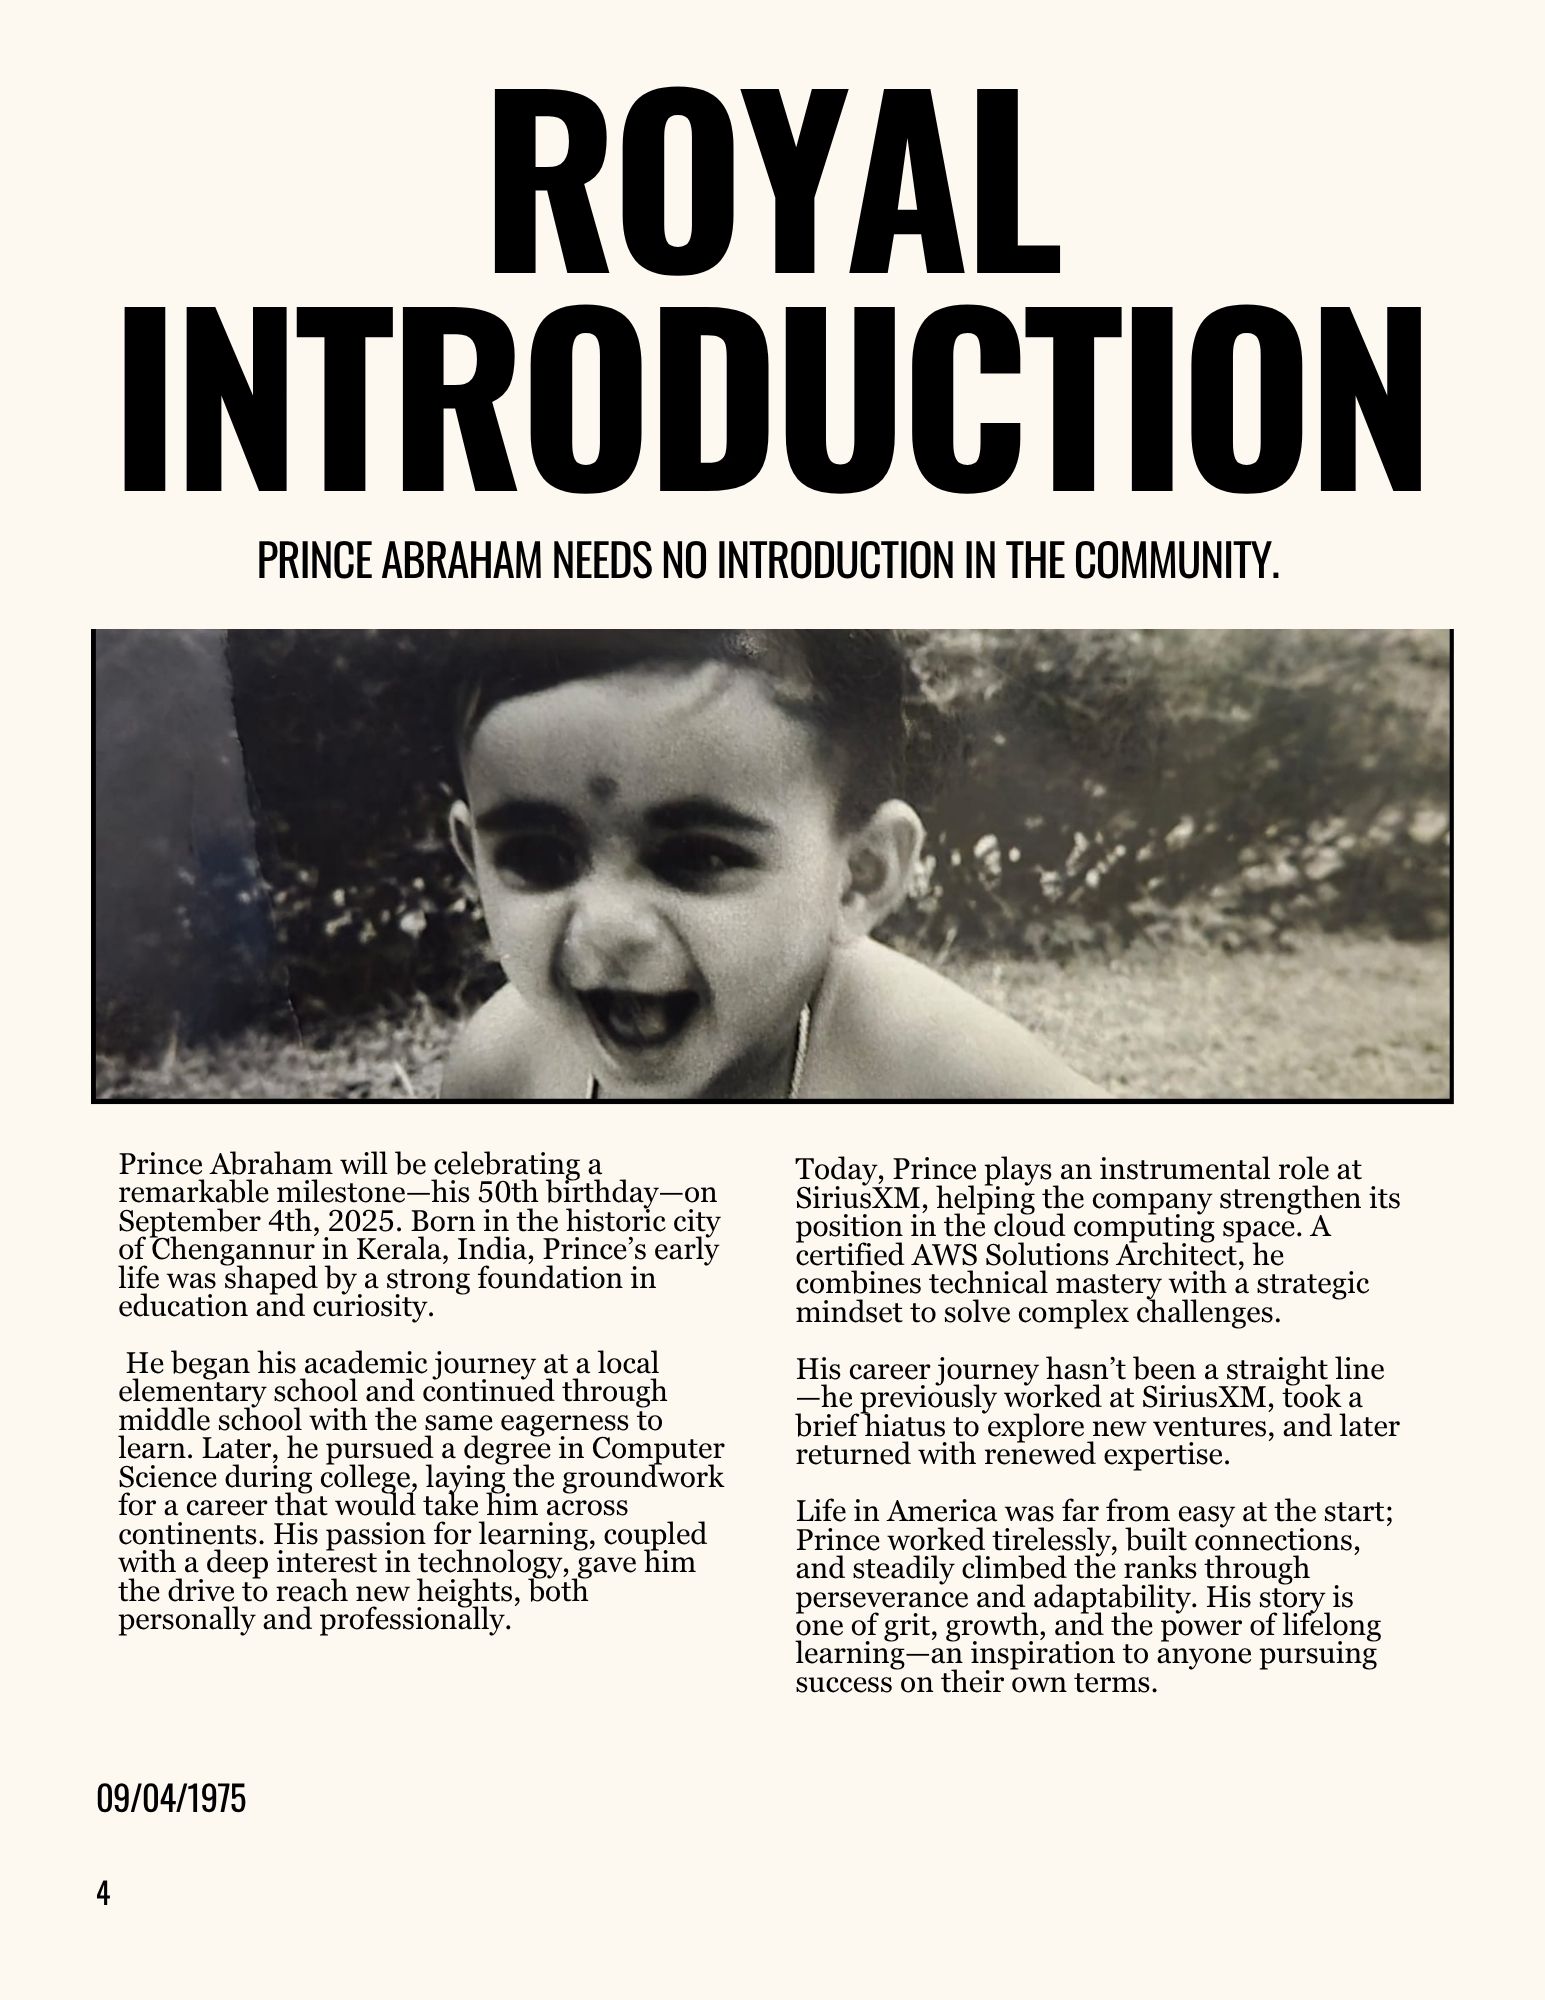 ROYAL
INTRODUCTION
PRINCE ABRAHAM NEEDS NO INTRODUCTION IN THE COMMUNITY.
Prince Abraham will be celebrating a
remarkable milestone—his 50th birthday—on
September 4th, 2025. Born in the historic city
of Chengannur in Kerala, India, Prince’s early
life was shaped by a strong foundation in
education and curiosity.
He began his academic journey at a local
elementary school and continued through
middle school with the same eagerness to
learn. Later, he pursued a degree in Computer
Science during college, laying the groundwork
for a career that would take him across
continents. His passion for learning, coupled
with a deep interest in technology, gave him
the drive to reach new heights, both
personally and professionally.
Today, Prince plays an instrumental role at
SiriusXM, helping the company strengthen its
position in the cloud computing space. A
certified AWS Solutions Architect, he
combines technical mastery with a strategic
mindset to solve complex challenges.
His career journey hasn’t been a straight line
—he previously worked at SiriusXM, took a
brief hiatus to explore new ventures, and later
returned with renewed expertise.
Life in America was far from easy at the start;
Prince worked tirelessly, built connections,
and steadily climbed the ranks through
perseverance and adaptability. His story is
one of grit, growth, and the power of lifelong
learning—an inspiration to anyone pursuing
success on their own terms.
09/04/1975
4